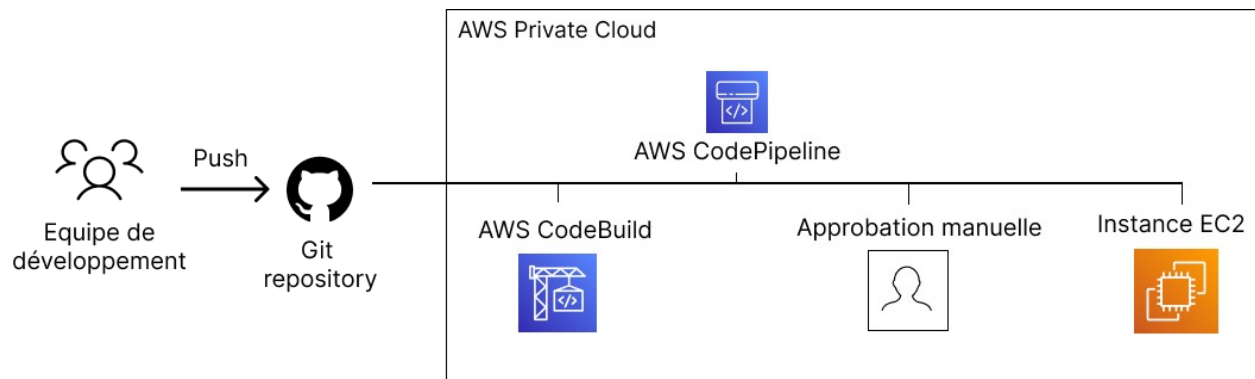 AWS Private Cloud
AWS CodePipeline
Push
Equipe de
développement
Git
repository
AWS CodeBuild
</>
Approbation manuelle
Instance EC2
</>